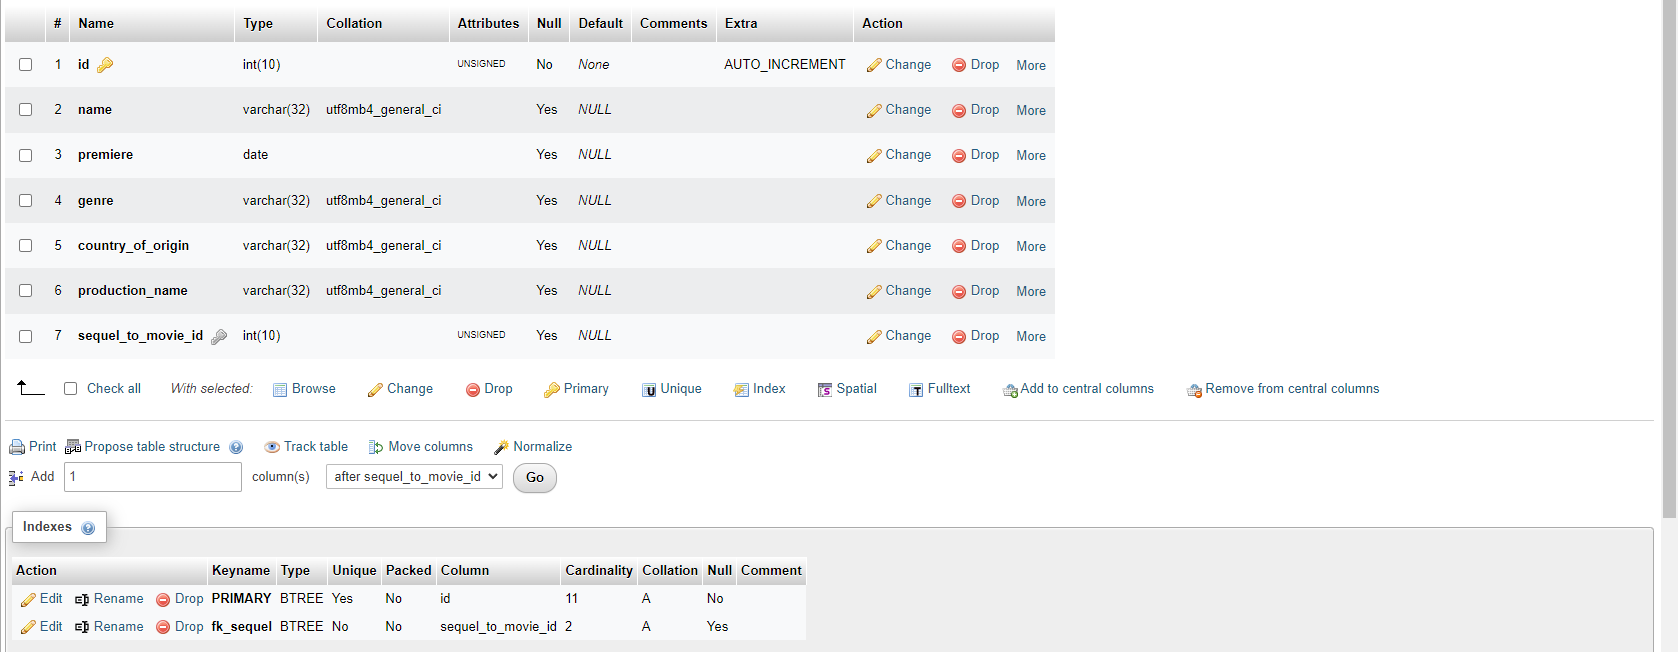 # Name Type Collation Attributes Null Default Comments Extra Action
1 id int(10) UNSIGNED No None AUTO_INCREMENT Change Drop More
2 name varchar(32) utf8mb4_general_ci Yes NULL Change Drop More
3 premiere date Yes NULL Change Drop More
4 genre varchar(32) utf8mb4_general_ci Yes NULL Change Drop More
5 country_of_origin varchar(32) utf8mb4_general_ci Yes NULL Change Drop More
6 production_name varchar(32) utf8mb4_general_ci Yes NULL Change Drop More
7 sequel_to_movie_id int(10) UNSIGNED Yes NULL Change Drop More
Check all With selected: Browse Change Drop Primary Unique Index Spatial Fulltext Add to central columns Remove from central columns
Print Propose table structure Track table Move columns Normalize
Add 1 column(s) after sequel_to_movie_id Go
Indexes
Action Keyname Type Unique Packed Column Cardinality Collation Null Comment
Edit Rename Drop PRIMARY BTREE Yes No id 11 A No
Edit Rename Drop fk_sequel BTREE No No sequel_to_movie_id 2 A Yes